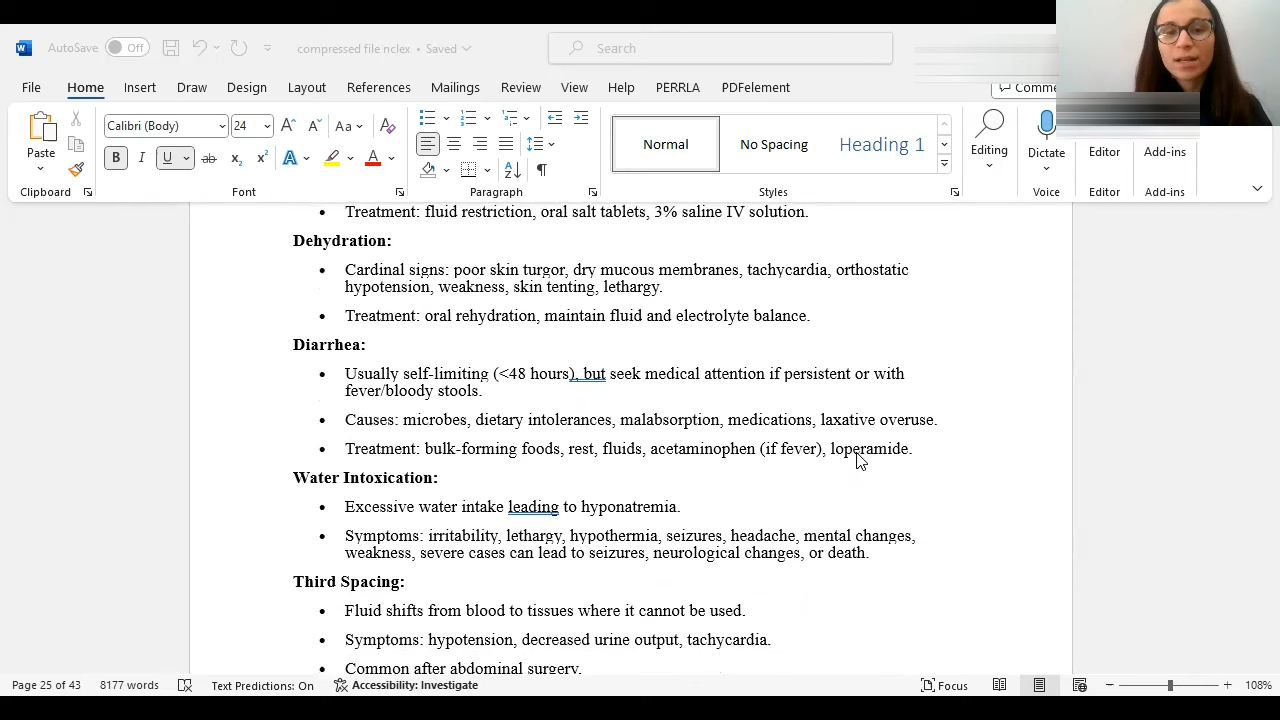 AutoSave Off compressed file nclex - Saved Search
File Home Insert Draw Design Layout References Mailings Review View Help PERRLA PDFelement Comme
Paste Calibri (Body) 24 Aa Normal No Spacing Heading 1 Editing Dictate Editor Add-ins
B I U ab x₂ x² A A
Clipboard Font Paragraph Styles Voice Editor Add-ins
• Treatment: fluid restriction, oral salt tablets, 3% saline IV solution.
Dehydration:
• Cardinal signs: poor skin turgor, dry mucous membranes, tachycardia, orthostatic
hypotension, weakness, skin tenting, lethargy.
• Treatment: oral rehydration, maintain fluid and electrolyte balance.
Diarrhea:
• Usually self-limiting (<48 hours), but seek medical attention if persistent or with
fever/bloody stools.
• Causes: microbes, dietary intolerances, malabsorption, medications, laxative overuse.
• Treatment: bulk-forming foods, rest, fluids, acetaminophen (if fever), loperamide.
Water Intoxication:
• Excessive water intake leading to hyponatremia.
• Symptoms: irritability, lethargy, hypothermia, seizures, headache, mental changes,
weakness, severe cases can lead to seizures, neurological changes, or death.
Third Spacing:
• Fluid shifts from blood to tissues where it cannot be used.
• Symptoms: hypotension, decreased urine output, tachycardia.
• Common after abdominal surgery.
Page 25 of 43 8177 words Text Predictions: On Accessibility: Investigate Focus 108%